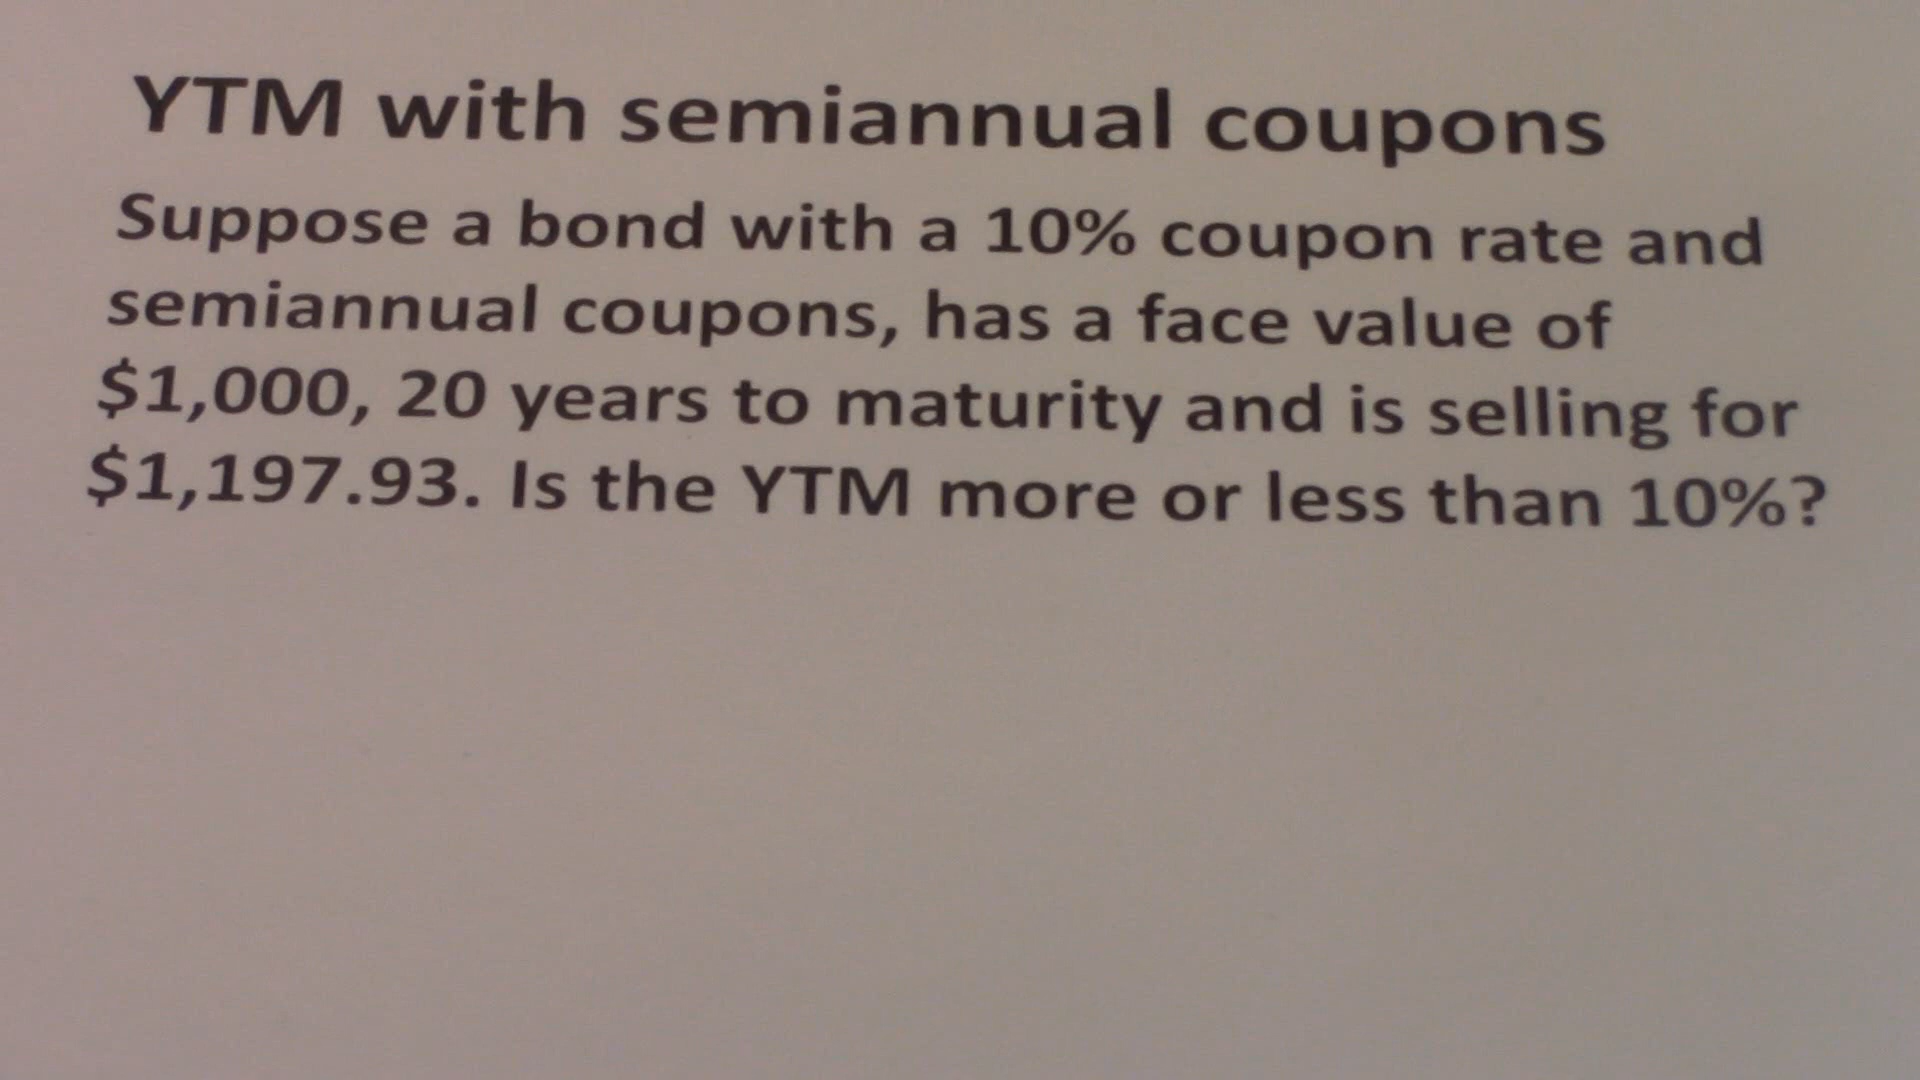 YTM with semiannual coupons
Suppose a bond with a 10% coupon rate and
semiannual coupons, has a face value of
$1,000, 20 years to maturity and is selling for
$1,197.93. Is the YTM more or less than 10%?